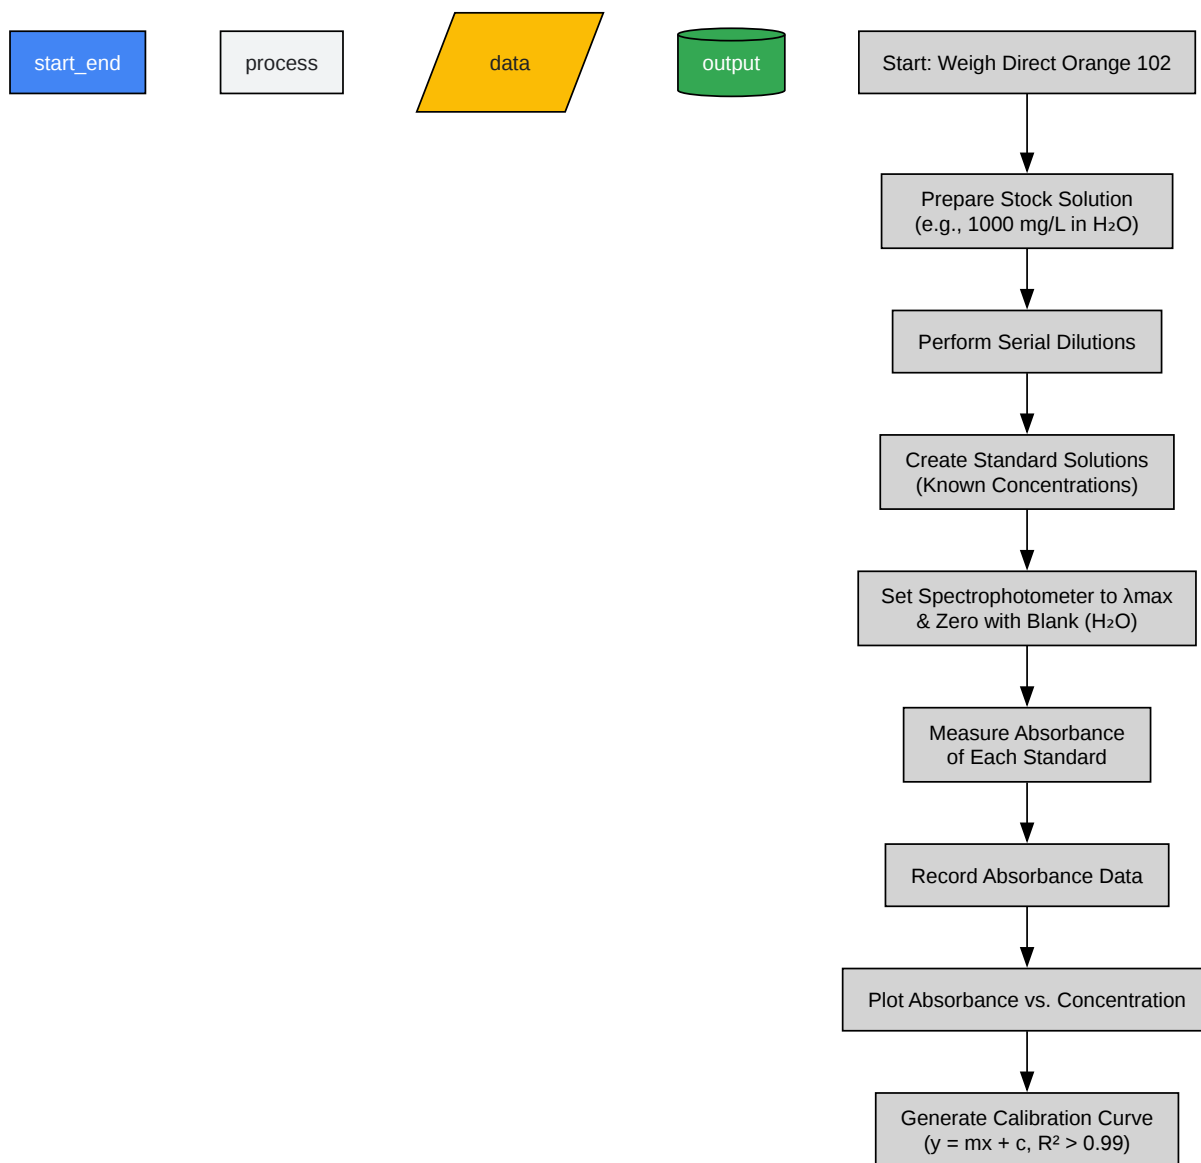 start_end
process
data
output
Start: Weigh Direct Orange 102
Prepare Stock Solution
(e.g., 1000 mg/L in H₂O)
Perform Serial Dilutions
Create Standard Solutions
(Known Concentrations)
Set Spectrophotometer to λmax
& Zero with Blank (H₂O)
Measure Absorbance
of Each Standard
Record Absorbance Data
Plot Absorbance vs. Concentration
Generate Calibration Curve
(y = mx + c, R² > 0.99)